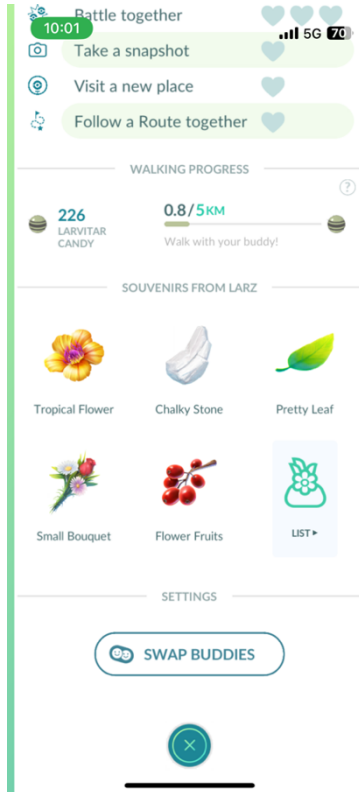 Battle together
10:01
5G 70
Take a snapshot
Visit a new place
Follow a Route together
WALKING PROGRESS
?
226
LARVITAR
CANDY
0.8/5KM
Walk with your buddy!
SOUVENIRS FROM LARZ
Tropical Flower
Chalky Stone
Pretty Leaf
Small Bouquet
Flower Fruits
LIST
SETTINGS
SWAP BUDDIES